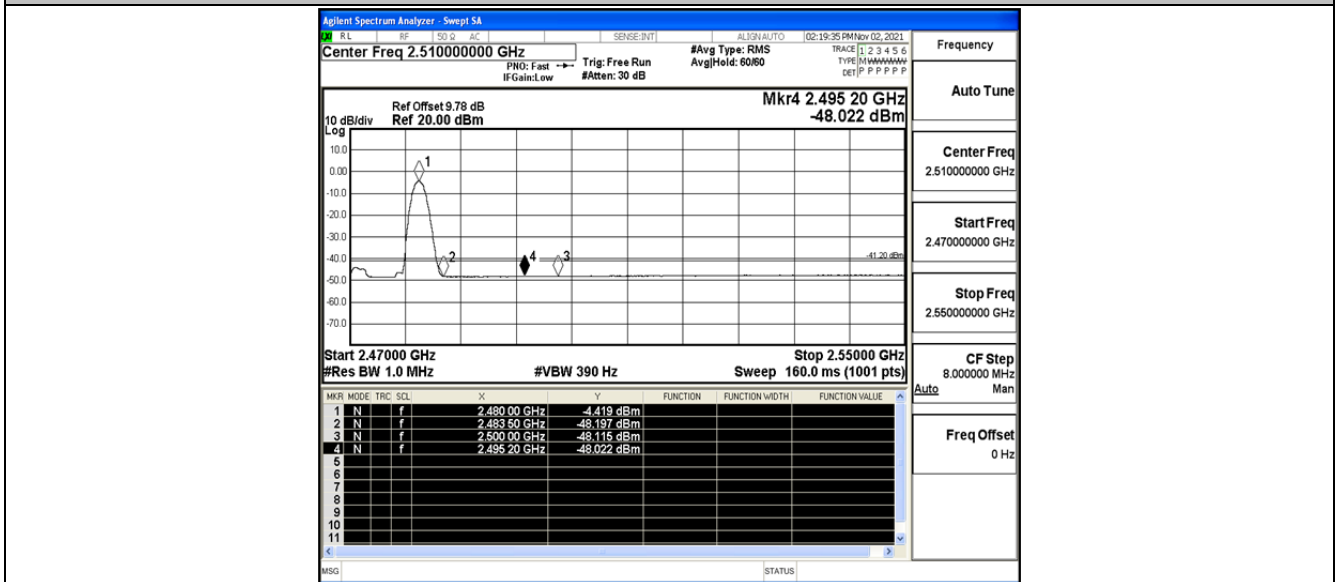 Agilent Spectrum Analyzer - Swept SA
RL RF 50 Ω AC SENSE:INT ALIGNAUTO 02:19:35 PM Nov 02, 2021
Center Freq 2.510000000 GHz
PNO: Fast
IFGain:Low
Trig: Free Run
#Atten: 30 dB
#Avg Type: RMS
Avg|Hold: 60/60
TRACE 1 2 3 4 5 6
TYPE M WWWWW
DET P P P P P P
Mkr4 2.495 20 GHz
-48.022 dBm
Ref Offset 9.78 dB
10 dB/div Ref 20.00 dBm
Log
10.0
0.00
-10.0
-20.0
-30.0
-40.0
-50.0
-60.0
-70.0
1
2
4
3
-41.20 dBm
Start 2.47000 GHz Stop 2.55000 GHz
#Res BW 1.0 MHz #VBW 390 Hz Sweep 160.0 ms (1001 pts)
MKR MODE TRC SCL X Y FUNCTION FUNCTION WIDTH FUNCTION VALUE
1 N f 2.480 00 GHz -4.419 dBm
2 N f 2.483 50 GHz -48.197 dBm
3 N f 2.500 00 GHz -48.115 dBm
4 N f 2.495 20 GHz -48.022 dBm
5
6
7
8
9
10
11
MSG STATUS
Frequency
Auto Tune
Center Freq
2.510000000 GHz
Start Freq
2.470000000 GHz
Stop Freq
2.550000000 GHz
CF Step
8.000000 MHz
Auto Man
Freq Offset
0 Hz